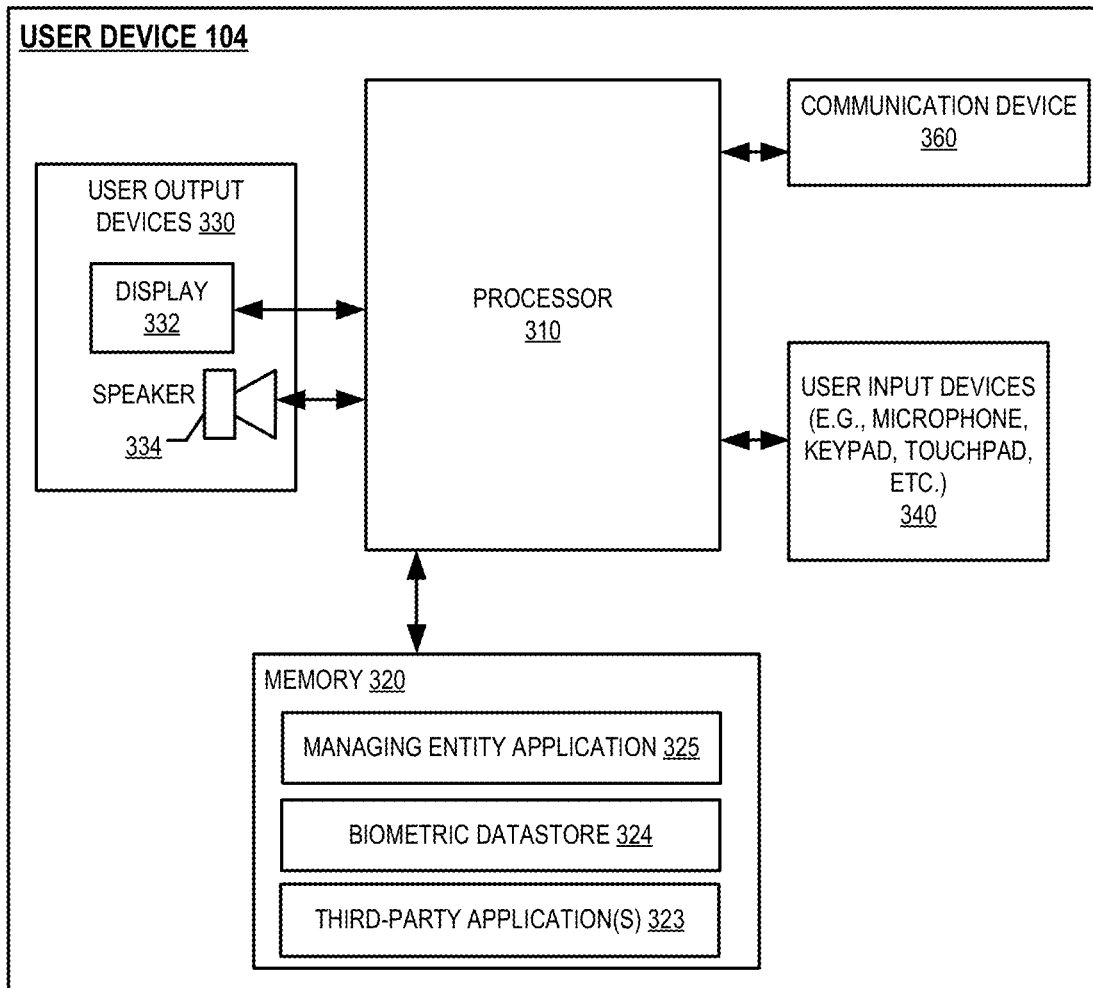 USER DEVICE 104
USER OUTPUT
DEVICES 330
DISPLAY
332
SPEAKER
334
PROCESSOR
310
COMMUNICATION DEVICE
360
USER INPUT DEVICES
(E.G., MICROPHONE,
KEYPAD, TOUCHPAD,
ETC.)
340
MEMORY 320
MANAGING ENTITY APPLICATION 325
BIOMETRIC DATASTORE 324
THIRD-PARTY APPLICATION(S) 323